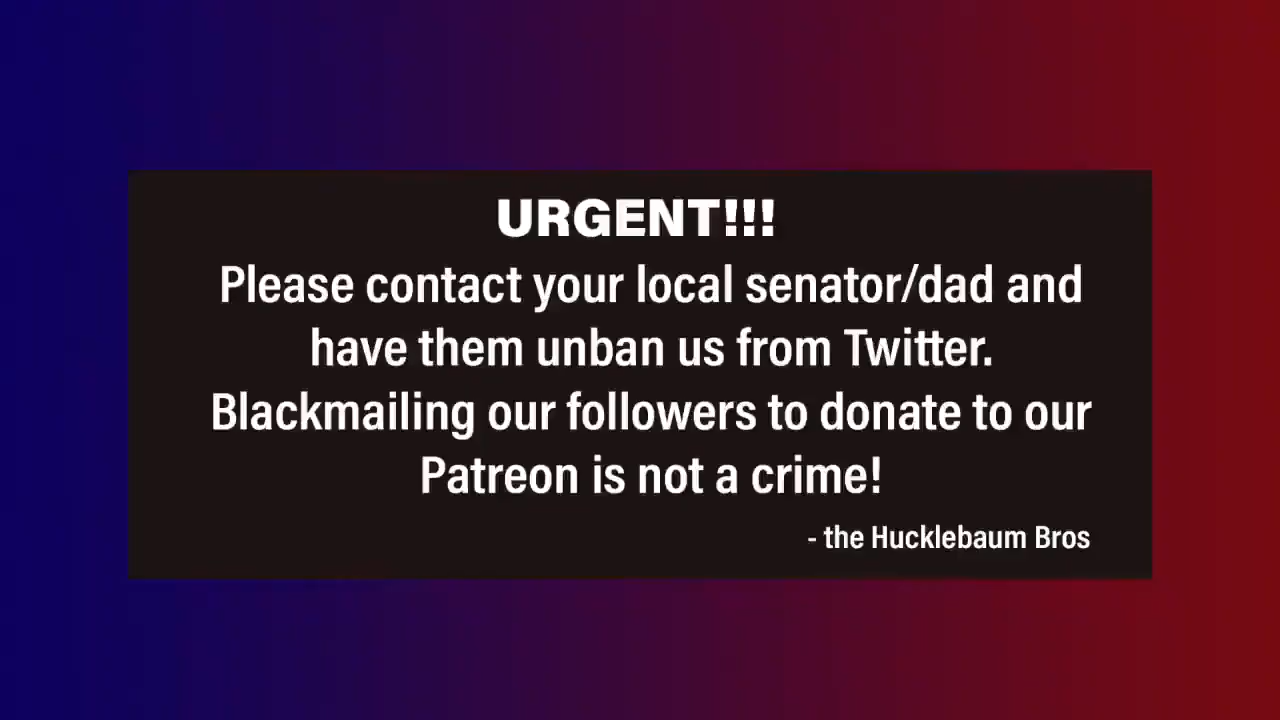 URGENT!!!
Please contact your local senator/dad and
have them unban us from Twitter.
Blackmailing our followers to donate to our
Patreon is not a crime!
- the Hucklebaum Bros